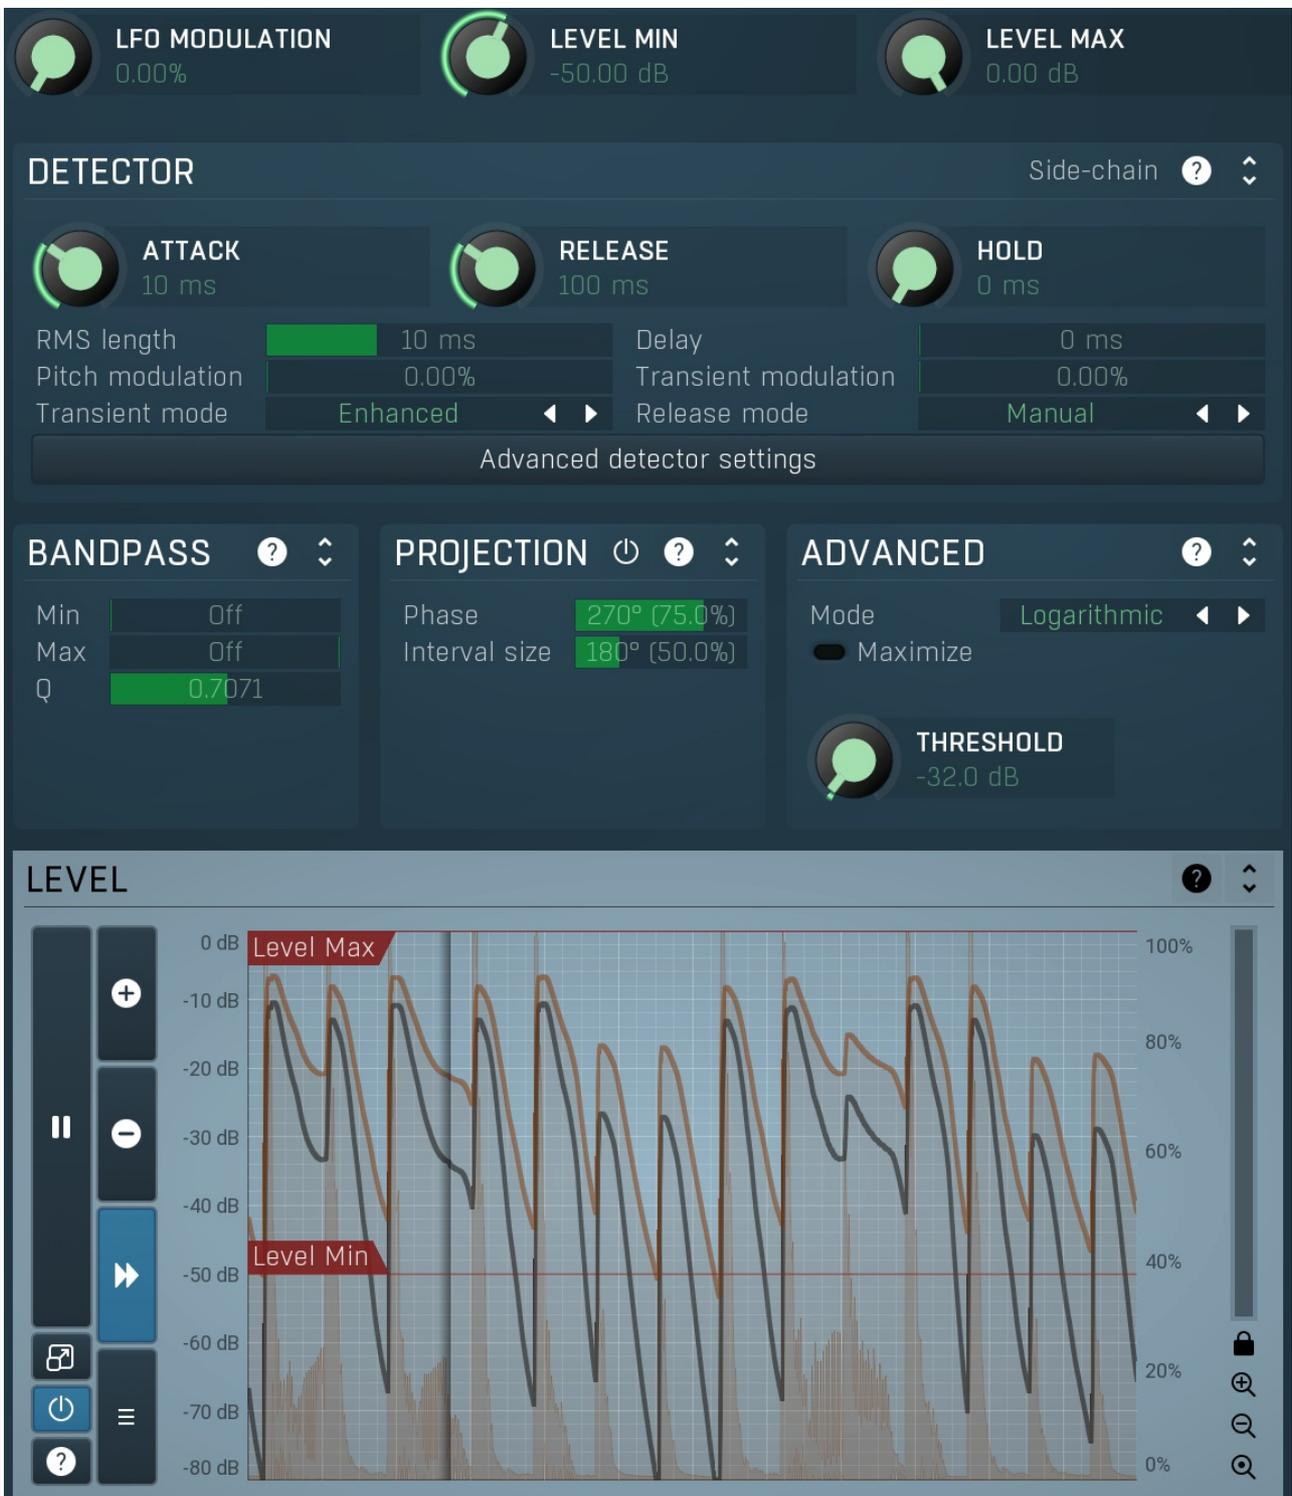 LFO MODULATION LEVEL MIN LEVEL MAX
0.00% -50.00 dB 0.00 dB
DETECTOR Side-chain ?
ATTACK RELEASE HOLD
10 ms 100 ms 0 ms
RMS length 10 ms Delay 0 ms
Pitch modulation 0.00% Transient modulation 0.00%
Transient mode Enhanced Release mode Manual
Advanced detector settings
BANDPASS ? PROJECTION ? ADVANCED ?
Min Off Phase 270° (75.0%) Mode Logarithmic
Max Off Interval size 180° (50.0%) Maximize
Q 0.7071
THRESHOLD
-32.0 dB
LEVEL ?
0 dB Level Max 100%
-10 dB
80%
-20 dB
-30 dB
60%
-40 dB
Level Min
-50 dB 40%
-60 dB
20%
-70 dB
-80 dB 0%
?